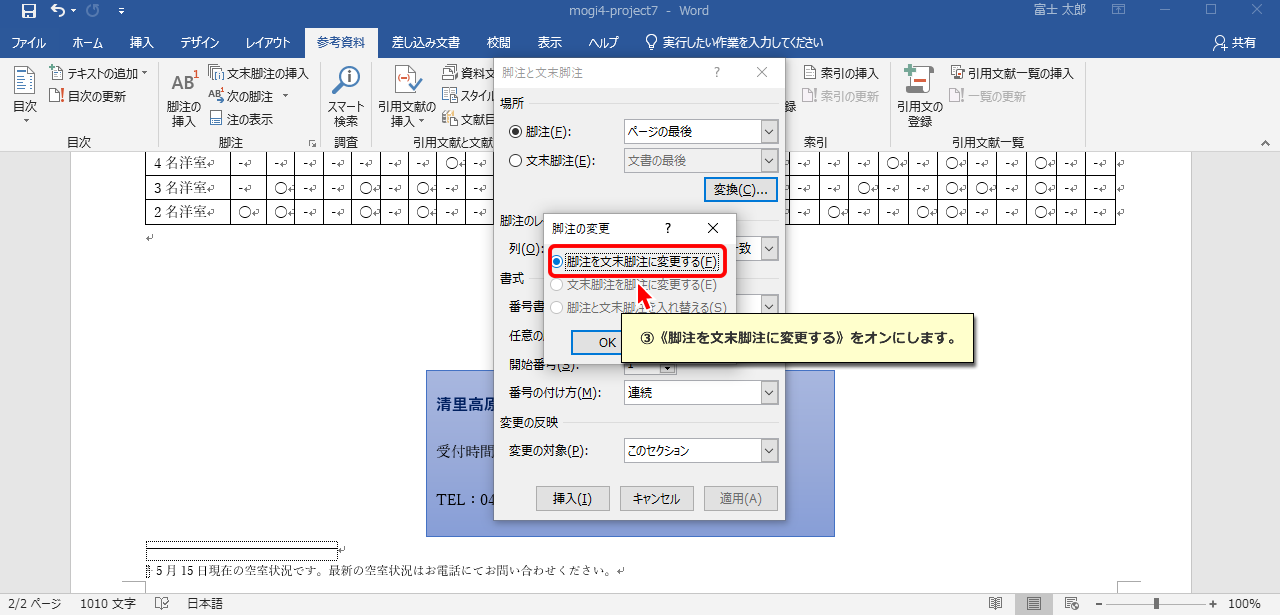 mogi4-project7 - Word
富士 太郎
ファイル ホーム 挿入 デザイン レイアウト 参考資料 差し込み文書 校閲 表示 ヘルプ 実行したい作業を入力してください 共有
目次
テキストの追加
目次の更新
目次
AB1
脚注の
挿入
文末脚注の挿入
AB1 次の脚注
注の表示
脚注
スマート
検索
調査
引用文献の
挿入
資料文
スタイル
文献目
引用文献と文献
脚注と文末脚注 ?
録
索引の挿入
索引の更新
索引
引用文の
登録
引用文献一覧の挿入
一覧の更新
引用文献一覧
場所
脚注(F): ページの最後
文末脚注(E): 文書の最後
変換(C)...
脚注のレ
列(O): 一致
書式
番号書
任意の
開始番号(S): 1
番号の付け方(M): 連続
変更の反映
変更の対象(P): このセクション
挿入(I) キャンセル 適用(A)
脚注の変更 ?
脚注を文末脚注に変更する(F)
文末脚注を脚注に変更する(E)
脚注と文末脚注を入れ替える(S)
OK
③《脚注を文末脚注に変更する》をオンにします。
4 名洋室 - - - - - - - ○ - - - - ○ - - - - ○ - -
3 名洋室 - ○ - - ○ - ○ - - - - ○ - - ○ ○ - ○ - -
2 名洋室 ○ ○ - - ○ - ○ - - - ○ - - - ○ - - ○ - -
清里高原
受付時間
TEL：04
i 5 月 15 日現在の空室状況です。最新の空室状況はお電話にてお問い合わせください。
2/2 ページ 1010 文字 日本語 - + 100%